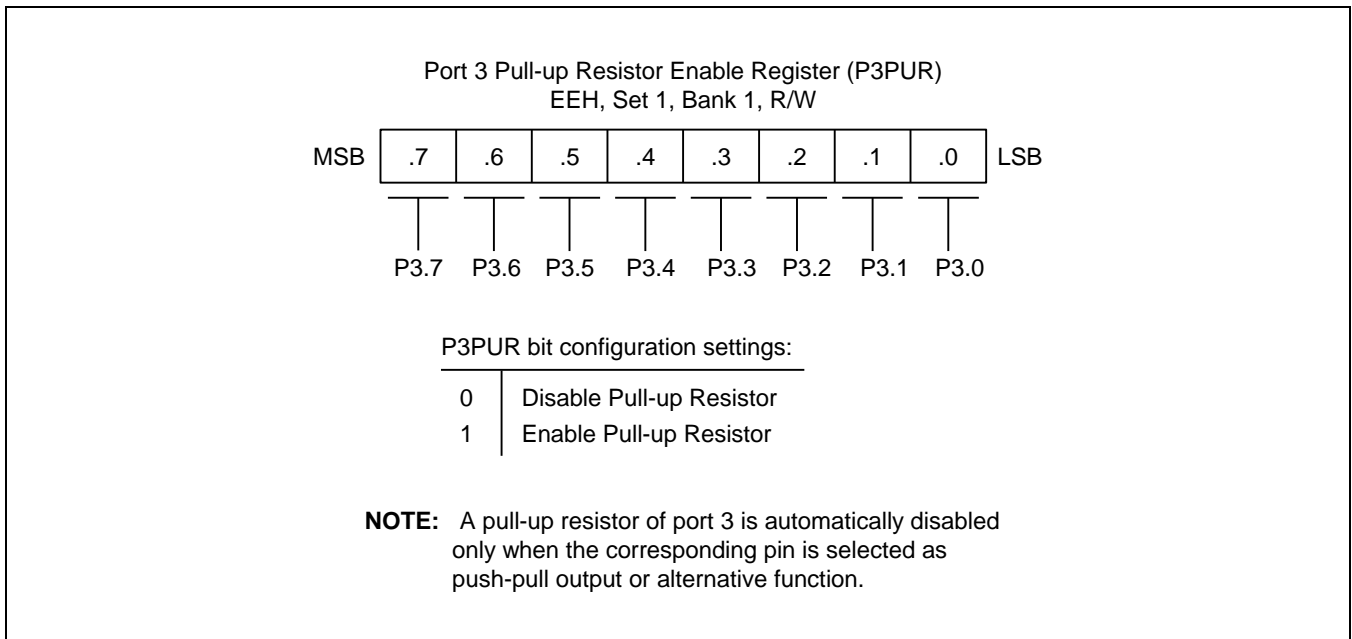 Port 3 Pull-up Resistor Enable Register (P3PUR)
EEH, Set 1, Bank 1, R/W
MSB .7 .6 .5 .4 .3 .2 .1 .0 LSB
P3.7 P3.6 P3.5 P3.4 P3.3 P3.2 P3.1 P3.0
P3PUR bit configuration settings:
0 Disable Pull-up Resistor
1 Enable Pull-up Resistor
NOTE: A pull-up resistor of port 3 is automatically disabled
only when the corresponding pin is selected as
push-pull output or alternative function.